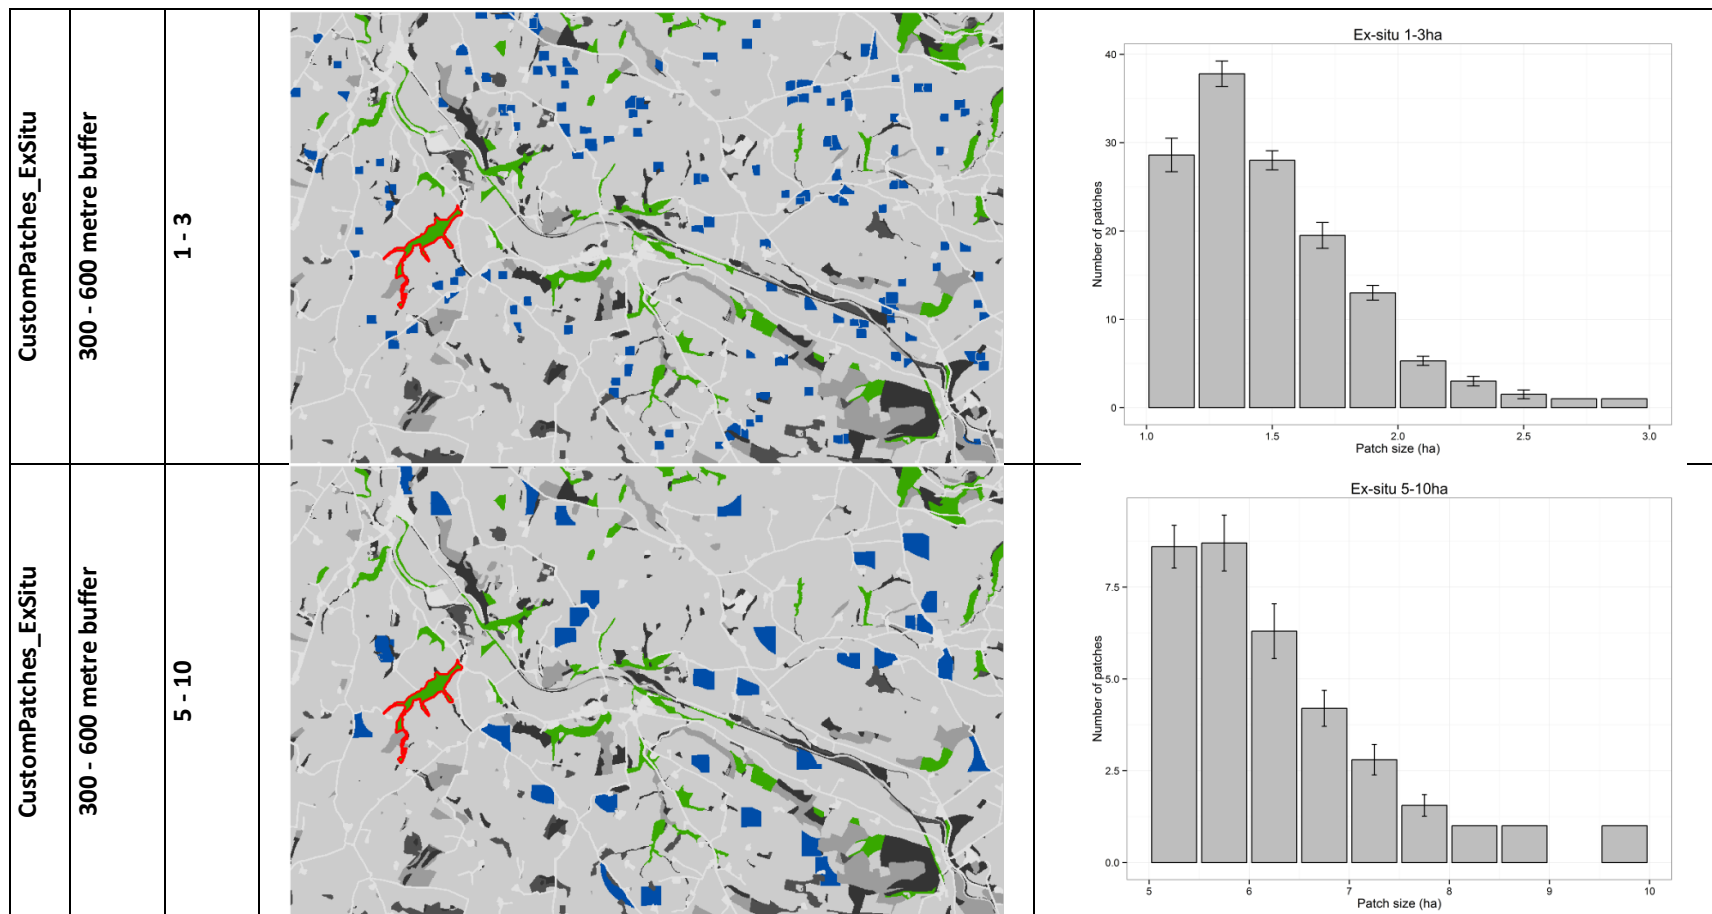 CustomPatches_ExSitu
300 - 600 metre buffer
1 - 3
Ex-situ 1-3ha
Number of patches
40
30
20
10
0
1.0 1.5 2.0 2.5 3.0
Patch size (ha)
CustomPatches_ExSitu
300 - 600 metre buffer
5 - 10
Ex-situ 5-10ha
Number of patches
7.5
5.0
2.5
0.0
5 6 7 8 9 10
Patch size (ha)